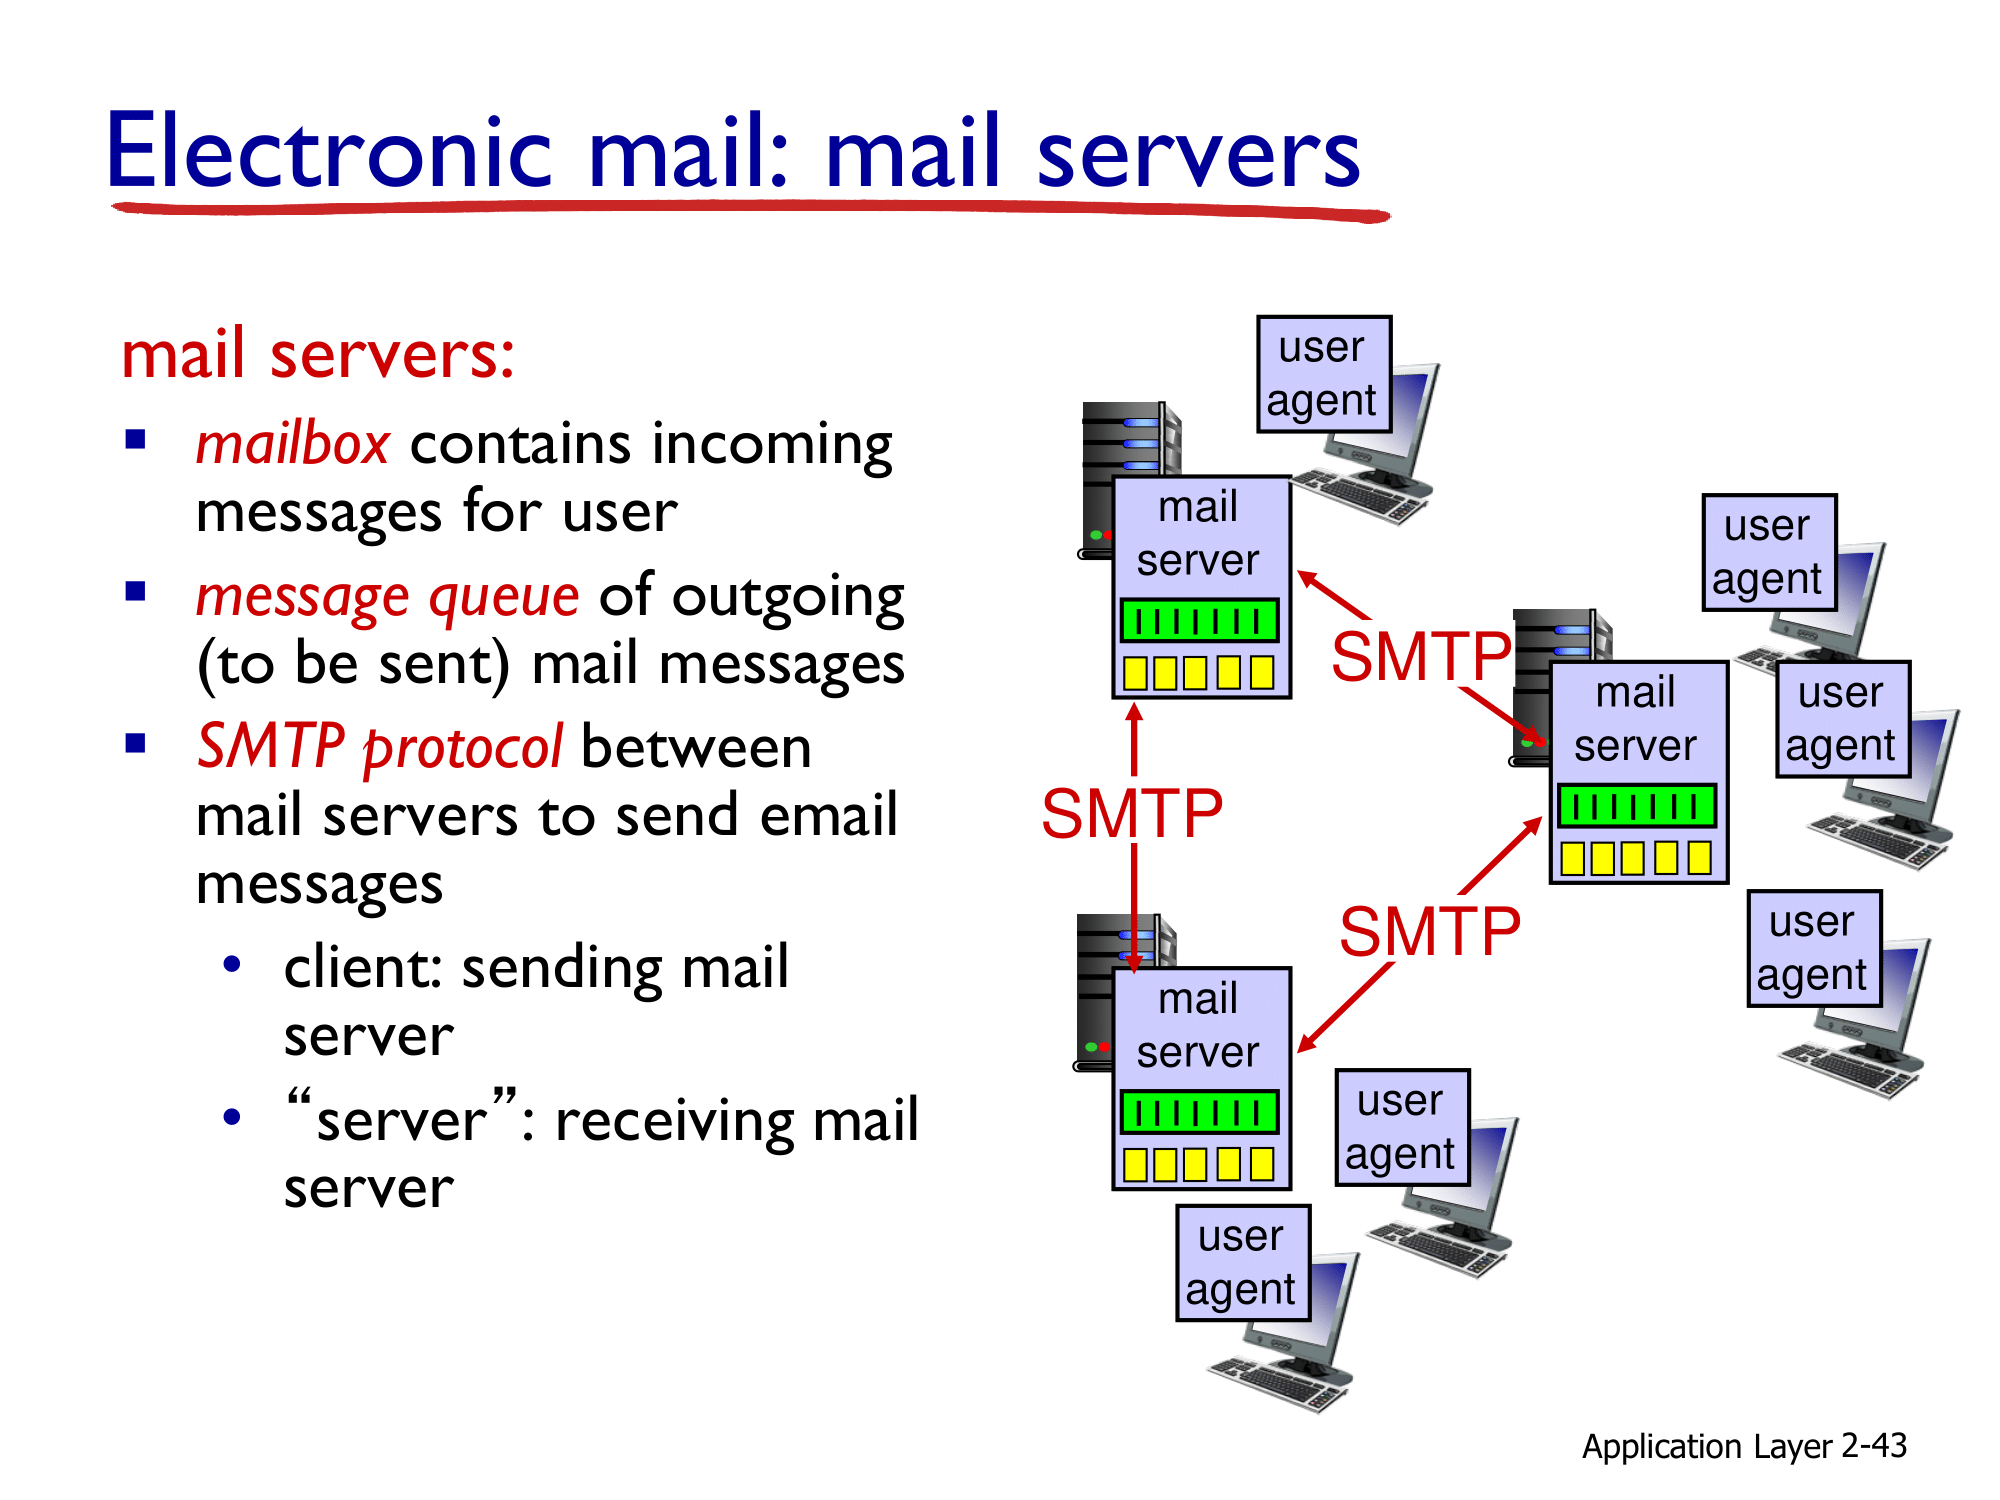 Electronic mail: mail servers
mail servers:
mailbox contains incoming
messages for user
message queue of outgoing
(to be sent) mail messages
SMTP protocol between
mail servers to send email
messages
client: sending mail
server
“server”: receiving mail
server
user
agent
mail
server
SMTP
user
agent
mail
server
user
agent
SMTP
SMTP
user
agent
mail
server
user
agent
user
agent
Application Layer 2-43